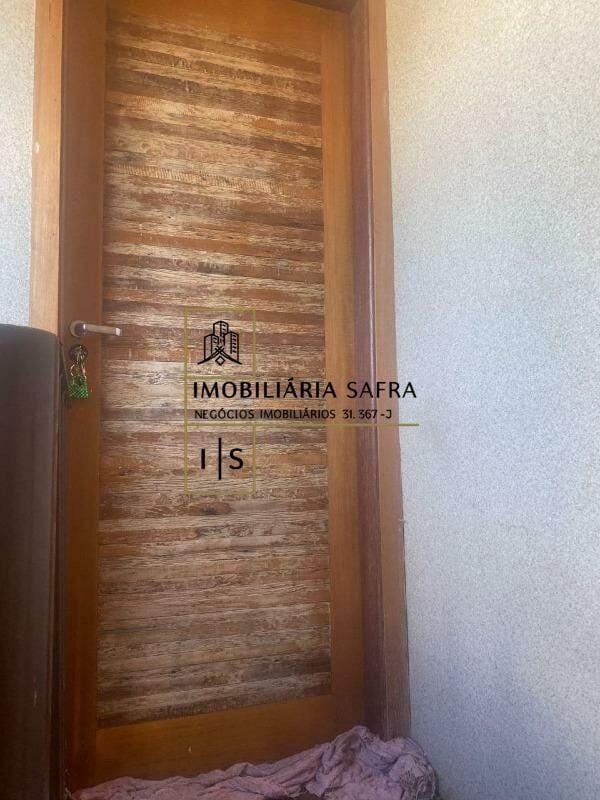 IMOBILIÁRIA SAFRA
NEGÓCIOS IMOBILIÁRIOS 31. 367 -J
I|S